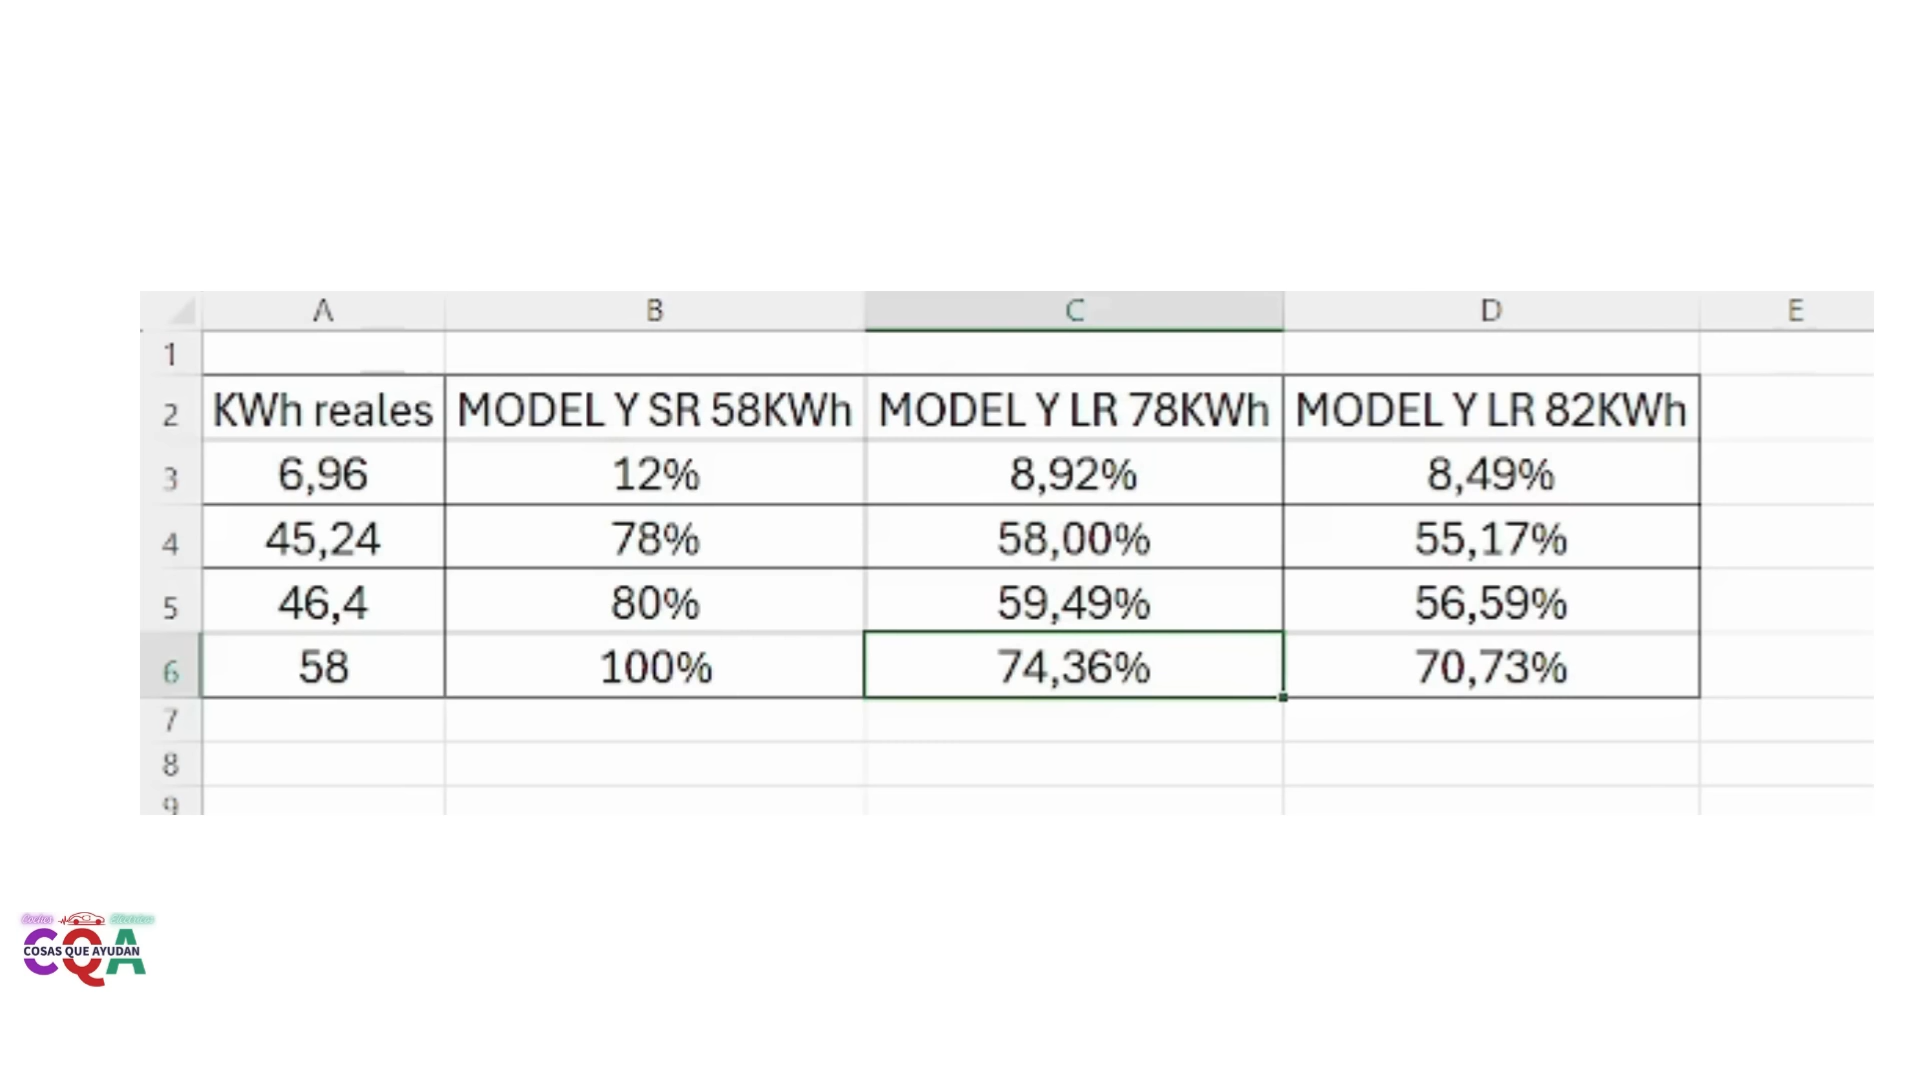 A B C D E
1
2 KWh reales MODEL Y SR 58KWh MODEL Y LR 78KWh MODEL Y LR 82KWh
3 6,96 12% 8,92% 8,49%
4 45,24 78% 58,00% 55,17%
5 46,4 80% 59,49% 56,59%
6 58 100% 74,36% 70,73%
7
8
9
Coches Eléctricos
CQA
COSAS QUE AYUDAN